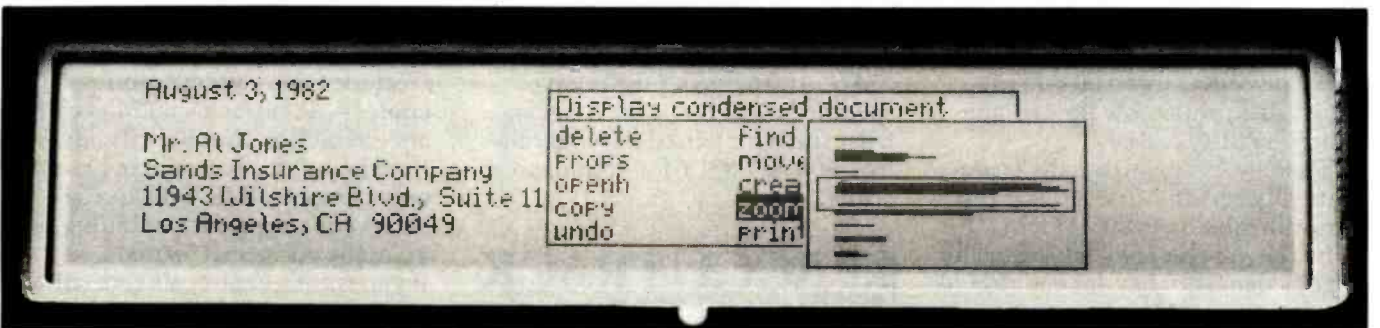 August 3, 1982
Mr. Al Jones
Sands Insurance Company
11943 Wilshire Blvd., Suite 11
Los Angeles, CA 90049
Display condensed document
delete find
props move
openh crea
copy zoom
undo print